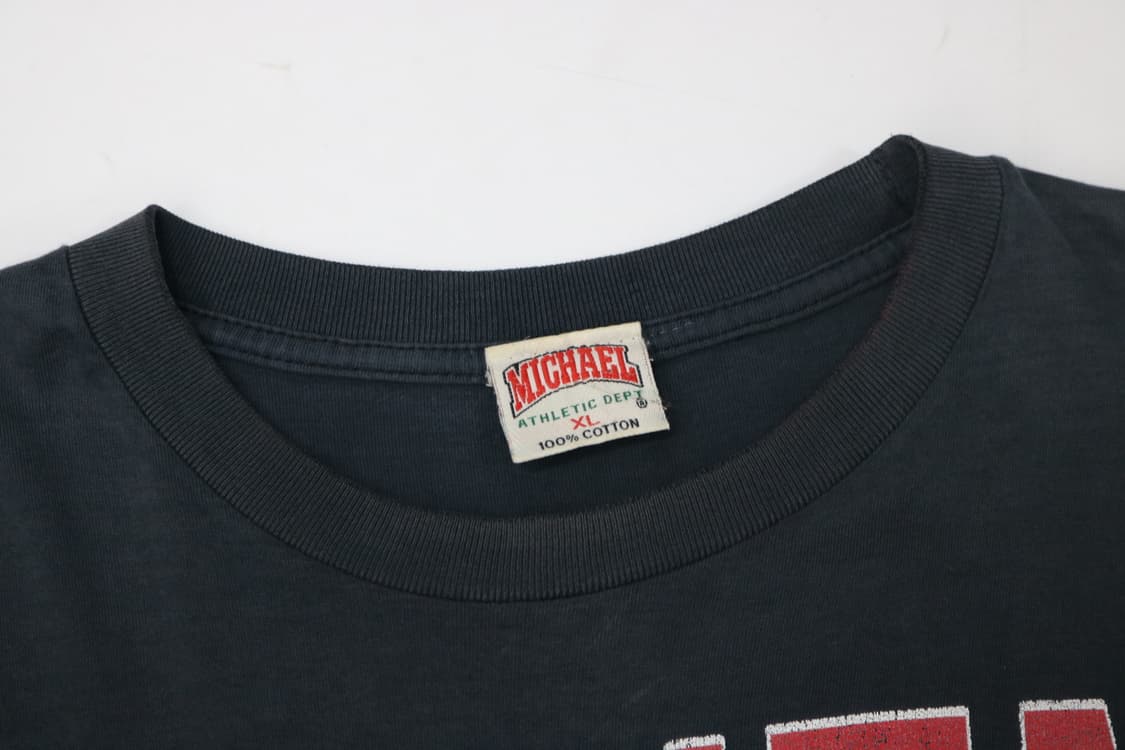 MICHAEL
ATHLETIC DEPT
®
XL
100% COTTON